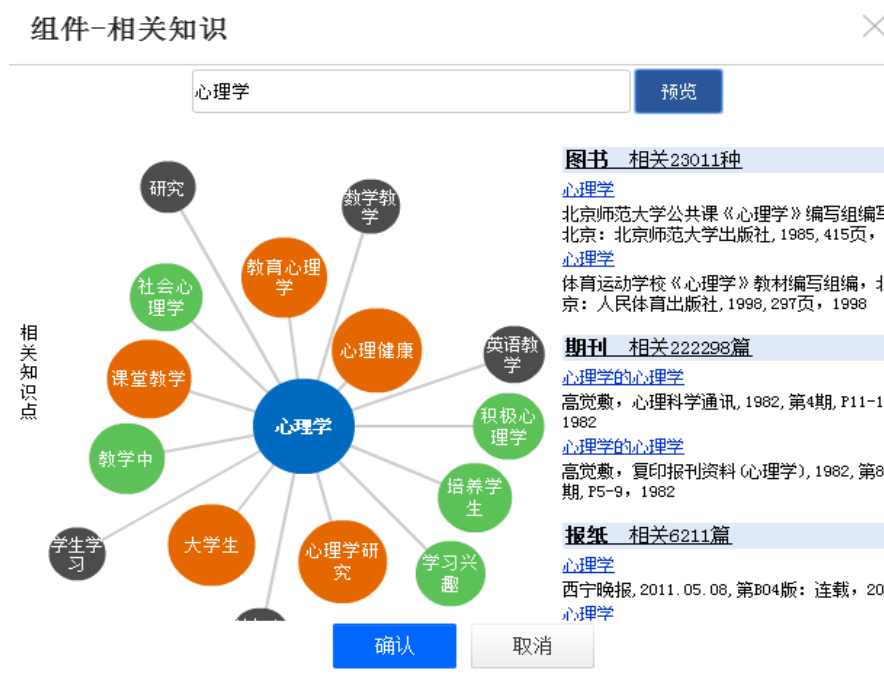 组件-相关知识
心理学
预览
研究
数学教
学
教育心理
学
社会心
理学
心理健康
英语教
学
课堂教学
积极心
理学
心理学
教学中
培养学
生
学生学
习
大学生
心理学研
究
学习兴
趣
相关知识点
图书 相关23011种
心理学
北京师范大学公共课《心理学》编写组编写
北京: 北京师范大学出版社,1985,415页,
心理学
体育运动学校《心理学》教材编写组编,北
京: 人民体育出版社,1998,297页,1998
期刊 相关222298篇
心理学的心理学
高觉敷,心理科学通讯,1982,第4期,P11-1
1982
心理学的心理学
高觉敷,复印报刊资料(心理学),1982,第8
期,P5-9,1982
报纸 相关6211篇
心理学
西宁晚报,2011.05.08,第B04版: 连载,20
心理学
确认
取消